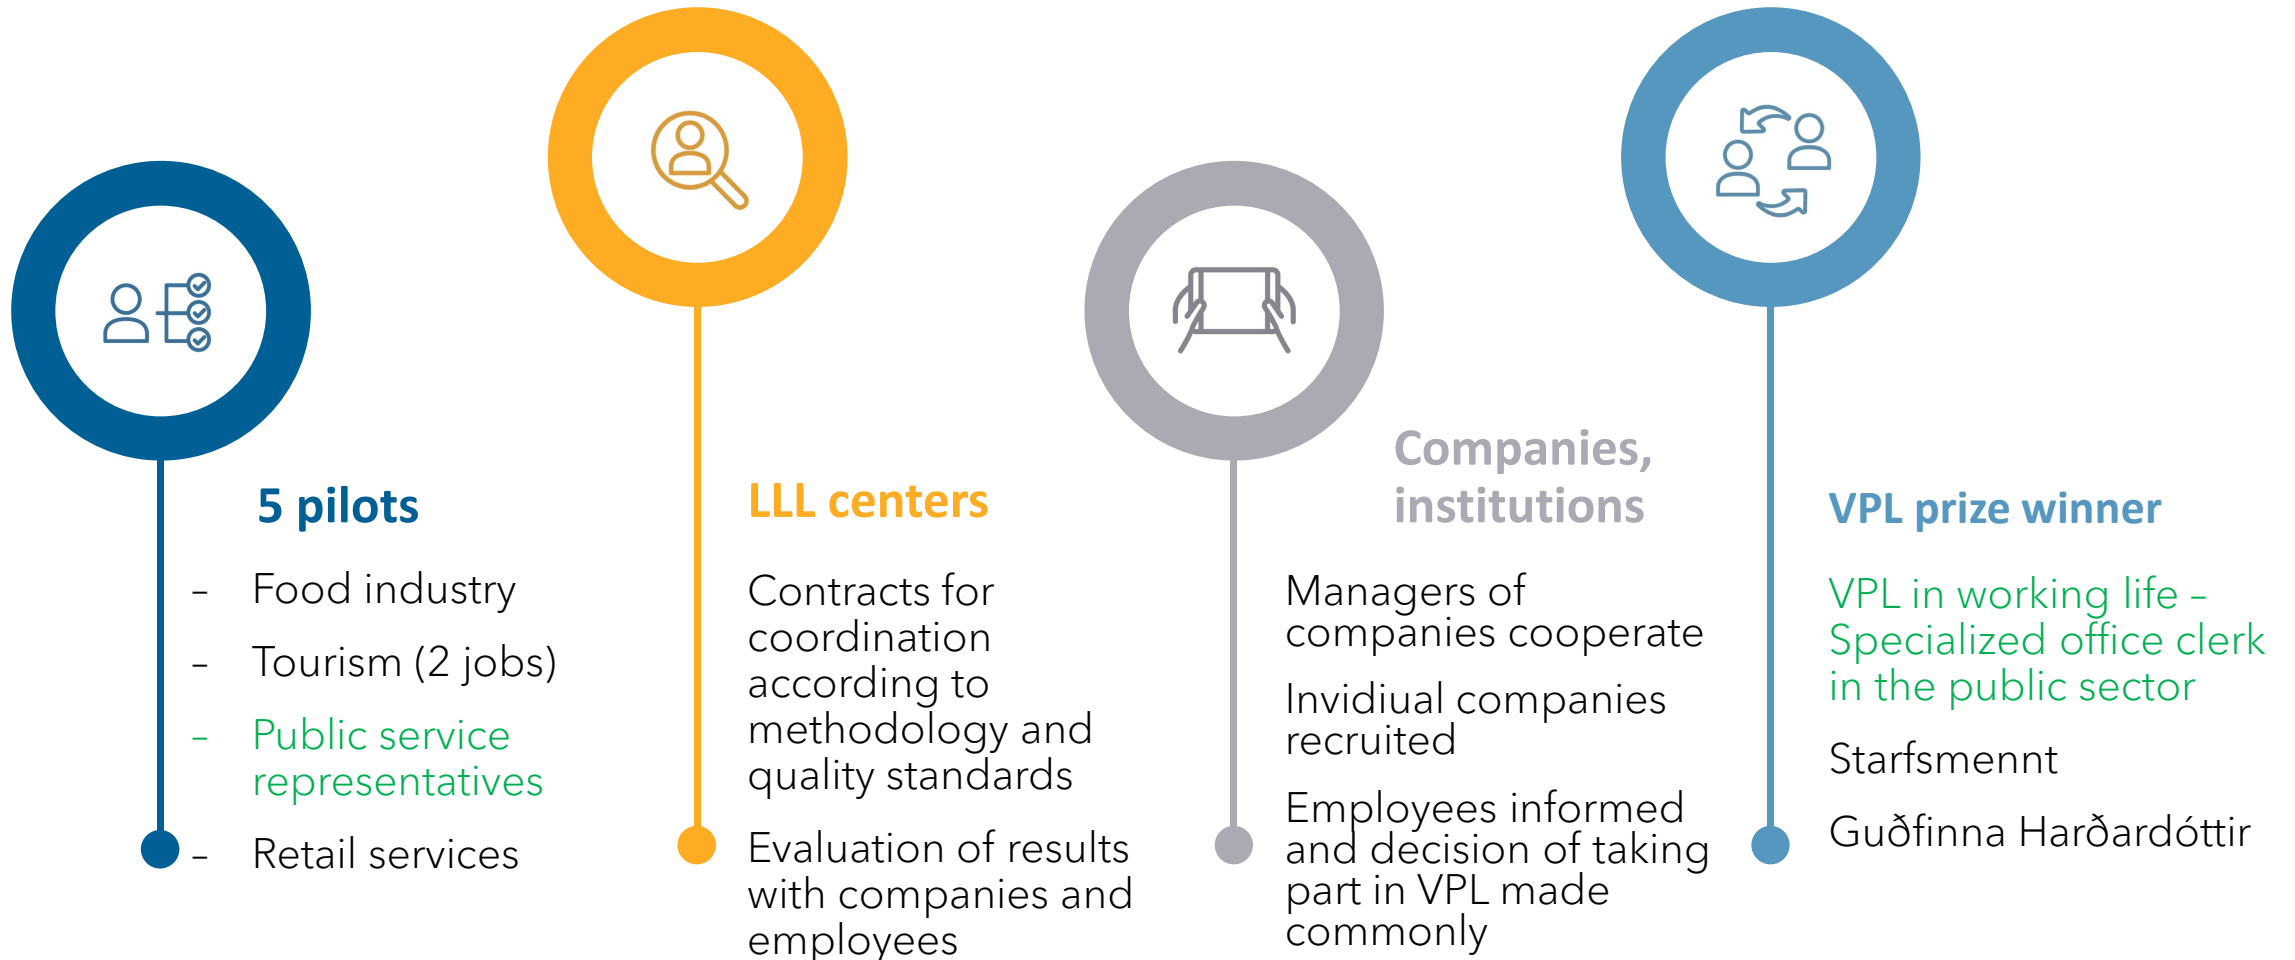 5 pilots
– Food industry
– Tourism (2 jobs)
– Public service
representatives
– Retail services
LLL centers
Contracts for
coordination
according to
methodology and
quality standards
Evaluation of results
with companies and
employees
Companies,
institutions
Managers of
companies cooperate
Invidiual companies
recruited
Employees informed
and decision of taking
part in VPL made
commonly
VPL prize winner
VPL in working life –
Specialized office clerk
in the public sector
Starfsmennt
Guðfinna Harðardóttir